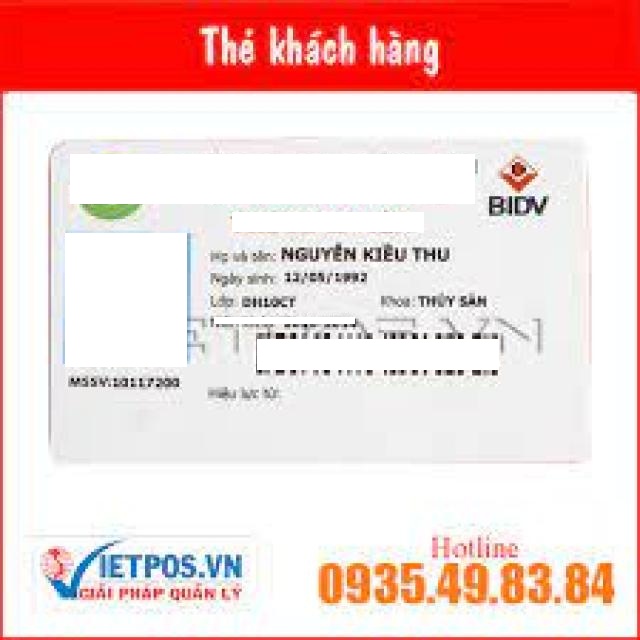 Thẻ khách hàng
BIDV
Họ và tên: NGUYỄN KIỀU THU
Ngày sinh: 12/05/1992
Lớp: DH10CT Khoa: THỦY SẢN
MSSV:10117200
Hiệu lực từ:
VIETPOS.VN
GIẢI PHÁP QUẢN LÝ
Hotline
0935.49.83.84